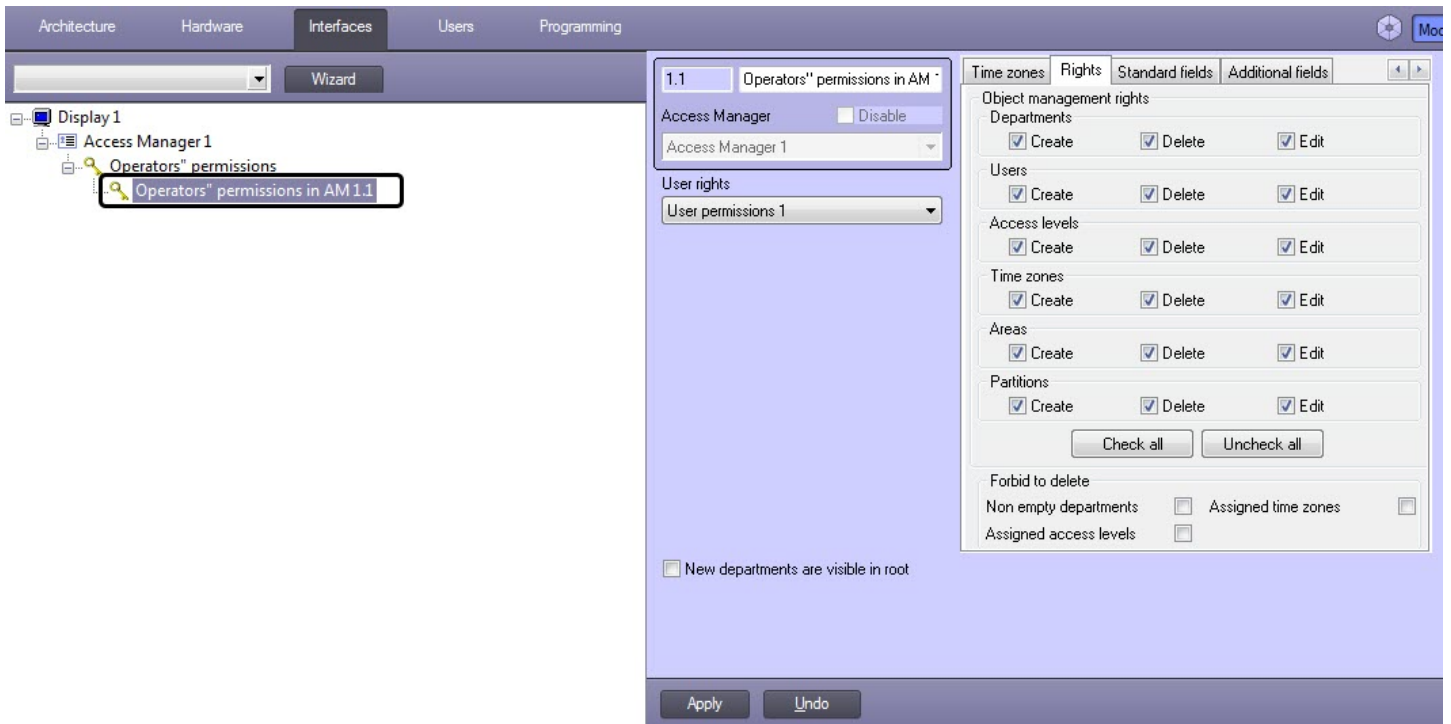 Architecture Hardware Interfaces Users Programming
Wizard
Display 1
Access Manager 1
Operators" permissions
Operators" permissions in AM 1.1
1.1 Operators" permissions in AM
Access Manager Disable
Access Manager 1
User rights
User permissions 1
New departments are visible in root
Time zones Rights Standard fields Additional fields
Object management rights
Departments
Create Delete Edit
Users
Create Delete Edit
Access levels
Create Delete Edit
Time zones
Create Delete Edit
Areas
Create Delete Edit
Partitions
Create Delete Edit
Check all Uncheck all
Forbid to delete
Non empty departments Assigned time zones
Assigned access levels
Apply Undo